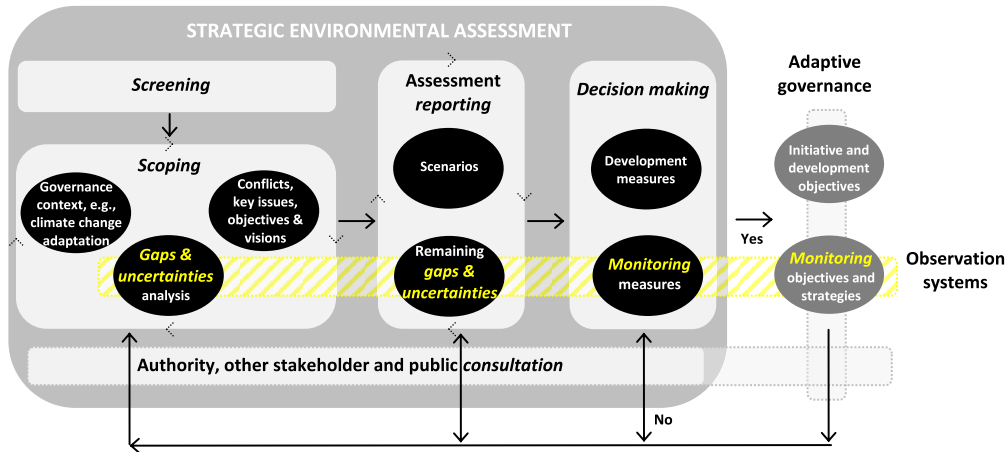 STRATEGIC ENVIRONMENTAL ASSESSMENT
Screening
Scoping
Governance
context, e.g.,
climate change
adaptation
Conflicts,
key issues,
objectives &
visions
Gaps &
uncertainties
analysis
Assessment
reporting
Scenarios
Remaining
gaps &
uncertainties
Decision making
Development
measures
Monitoring
measures
Yes
No
Adaptive
governance
Initiative and
development
objectives
Monitoring
objectives and
strategies
Observation
systems
Authority, other stakeholder and public consultation